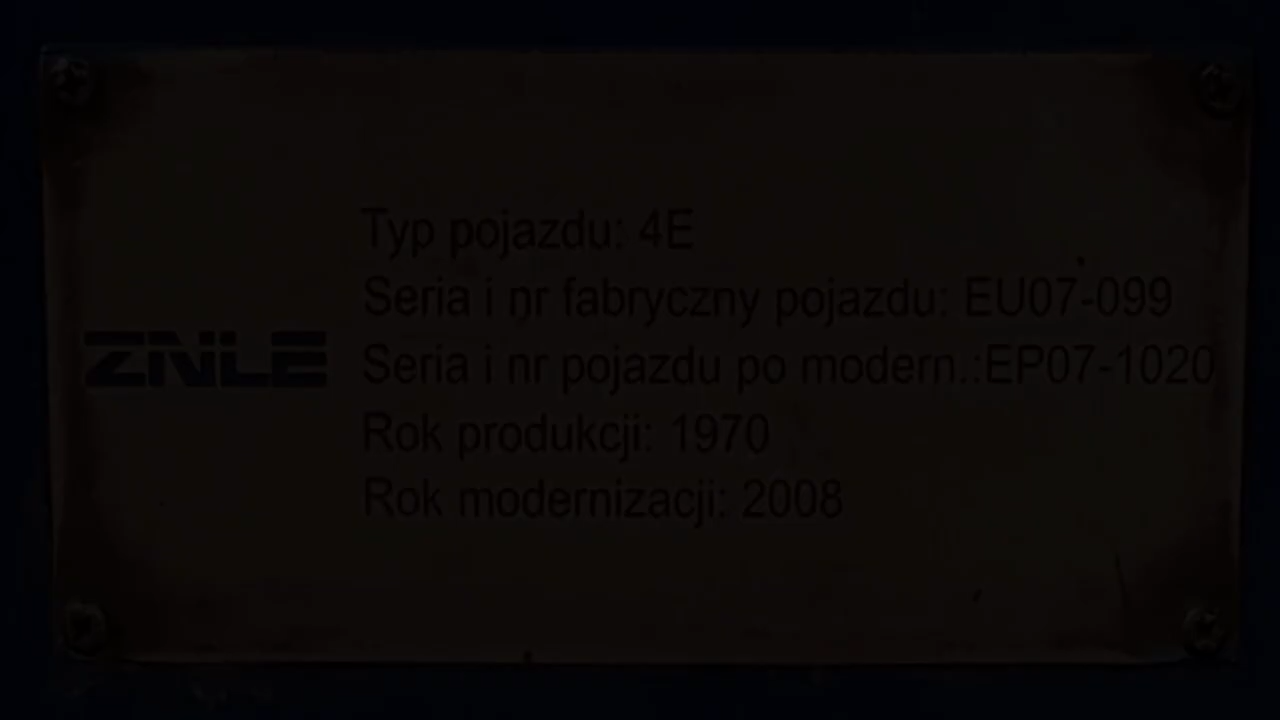 Typ pojazdu: 4E
Seria i nr fabryczny pojazdu: EU07-099
ZNLE
Seria i nr pojazdu po modern.:EP07-1020
Rok produkcji: 1970
Rok modernizacji: 2008